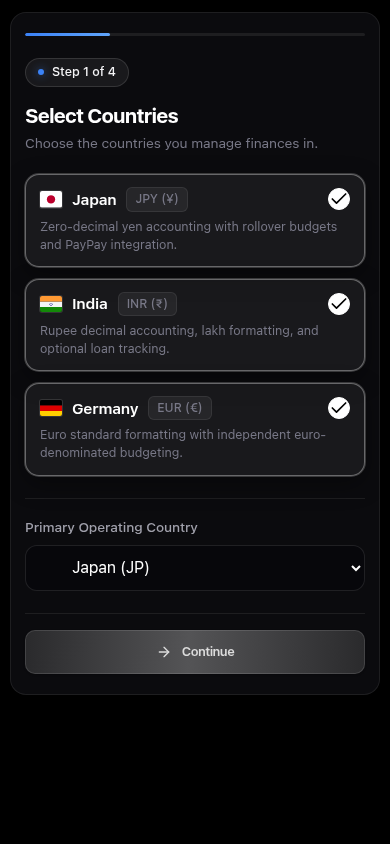 Step 1 of 4
Select Countries
Choose the countries you manage finances in.
Japan JPY (¥)
Zero-decimal yen accounting with rollover budgets
and PayPay integration.
India INR (₹)
Rupee decimal accounting, lakh formatting, and
optional loan tracking.
Germany EUR (€)
Euro standard formatting with independent euro-
denominated budgeting.
Primary Operating Country
Japan (JP)
Continue